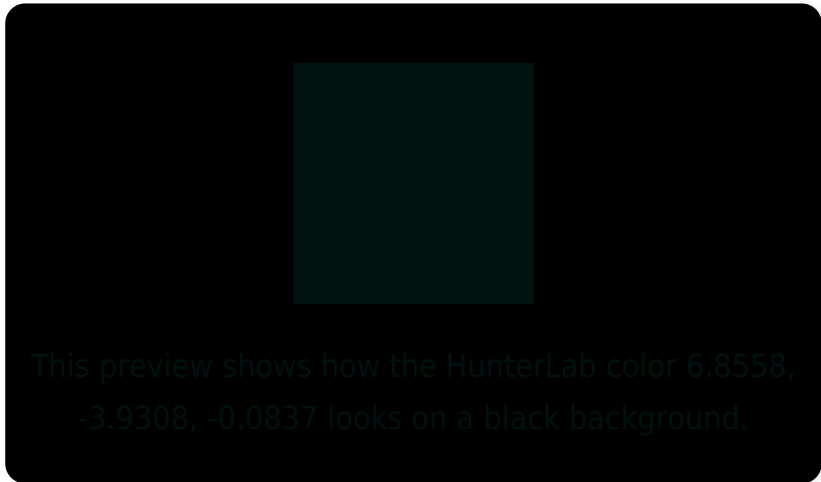 This preview shows how the HunterLab color 6.8558,
-3.9308, -0.0837 looks on a black background.